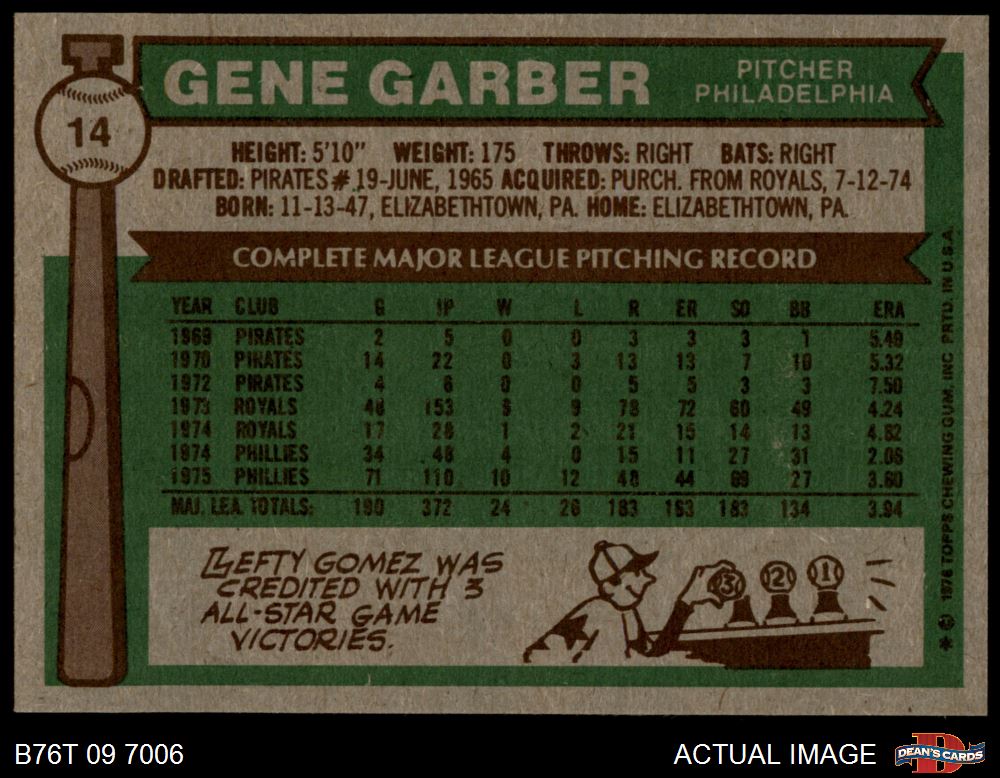 14
GENE GARBER
PITCHER
PHILADELPHIA
HEIGHT: 5'10" WEIGHT: 175 THROWS: RIGHT BATS: RIGHT
DRAFTED: PIRATES #19-JUNE, 1965 ACQUIRED: PURCH. FROM ROYALS, 7-12-74
BORN: 11-13-47, ELIZABETHTOWN, PA. HOME: ELIZABETHTOWN, PA.
COMPLETE MAJOR LEAGUE PITCHING RECORD
YEAR CLUB G IP W L R ER SO BB ERA
1969 PIRATES 2 5 0 0 3 3 3 1 5.40
1970 PIRATES 14 22 0 3 13 13 7 10 5.32
1972 PIRATES 4 6 0 0 5 5 3 3 7.50
1973 ROYALS 48 153 9 9 78 72 60 49 4.24
1974 ROYALS 17 28 1 2 21 15 14 13 4.82
1974 PHILLIES 34 48 4 0 15 11 27 31 2.06
1975 PHILLIES 71 110 10 12 48 44 69 27 3.60
MAJ. LEA. TOTALS: 190 372 24 26 183 163 183 134 3.94
LEFTY GOMEZ WAS
CREDITED WITH 3
ALL-STAR GAME
VICTORIES.
3 2 1
* © 1976 TOPPS CHEWING GUM, INC PRTD. IN U.S.A.
B76T 09 7006
ACTUAL IMAGE
DEAN'S CARDS